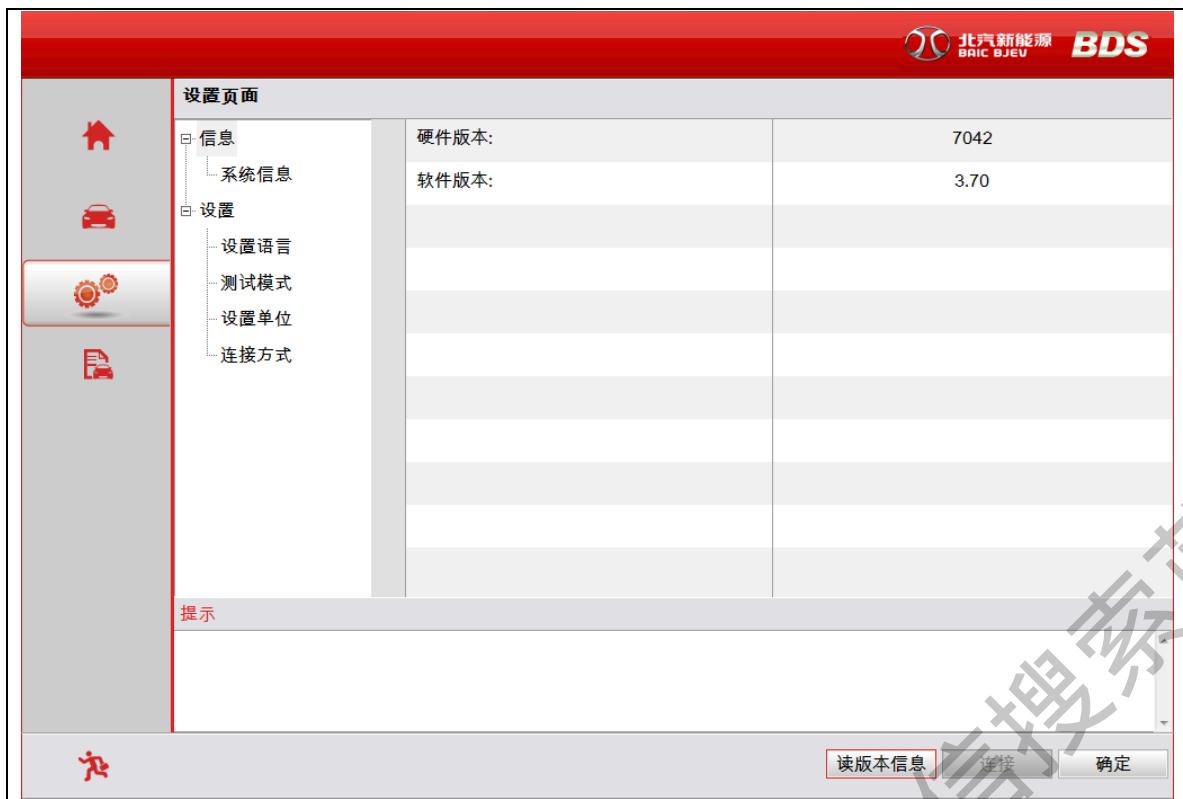 北汽新能源
BAIC BJEV
BDS
设置页面
信息
系统信息
设置
设置语言
测试模式
设置单位
连接方式
硬件版本: 7042
软件版本: 3.70
提示
读版本信息 连接 确定
信搜索